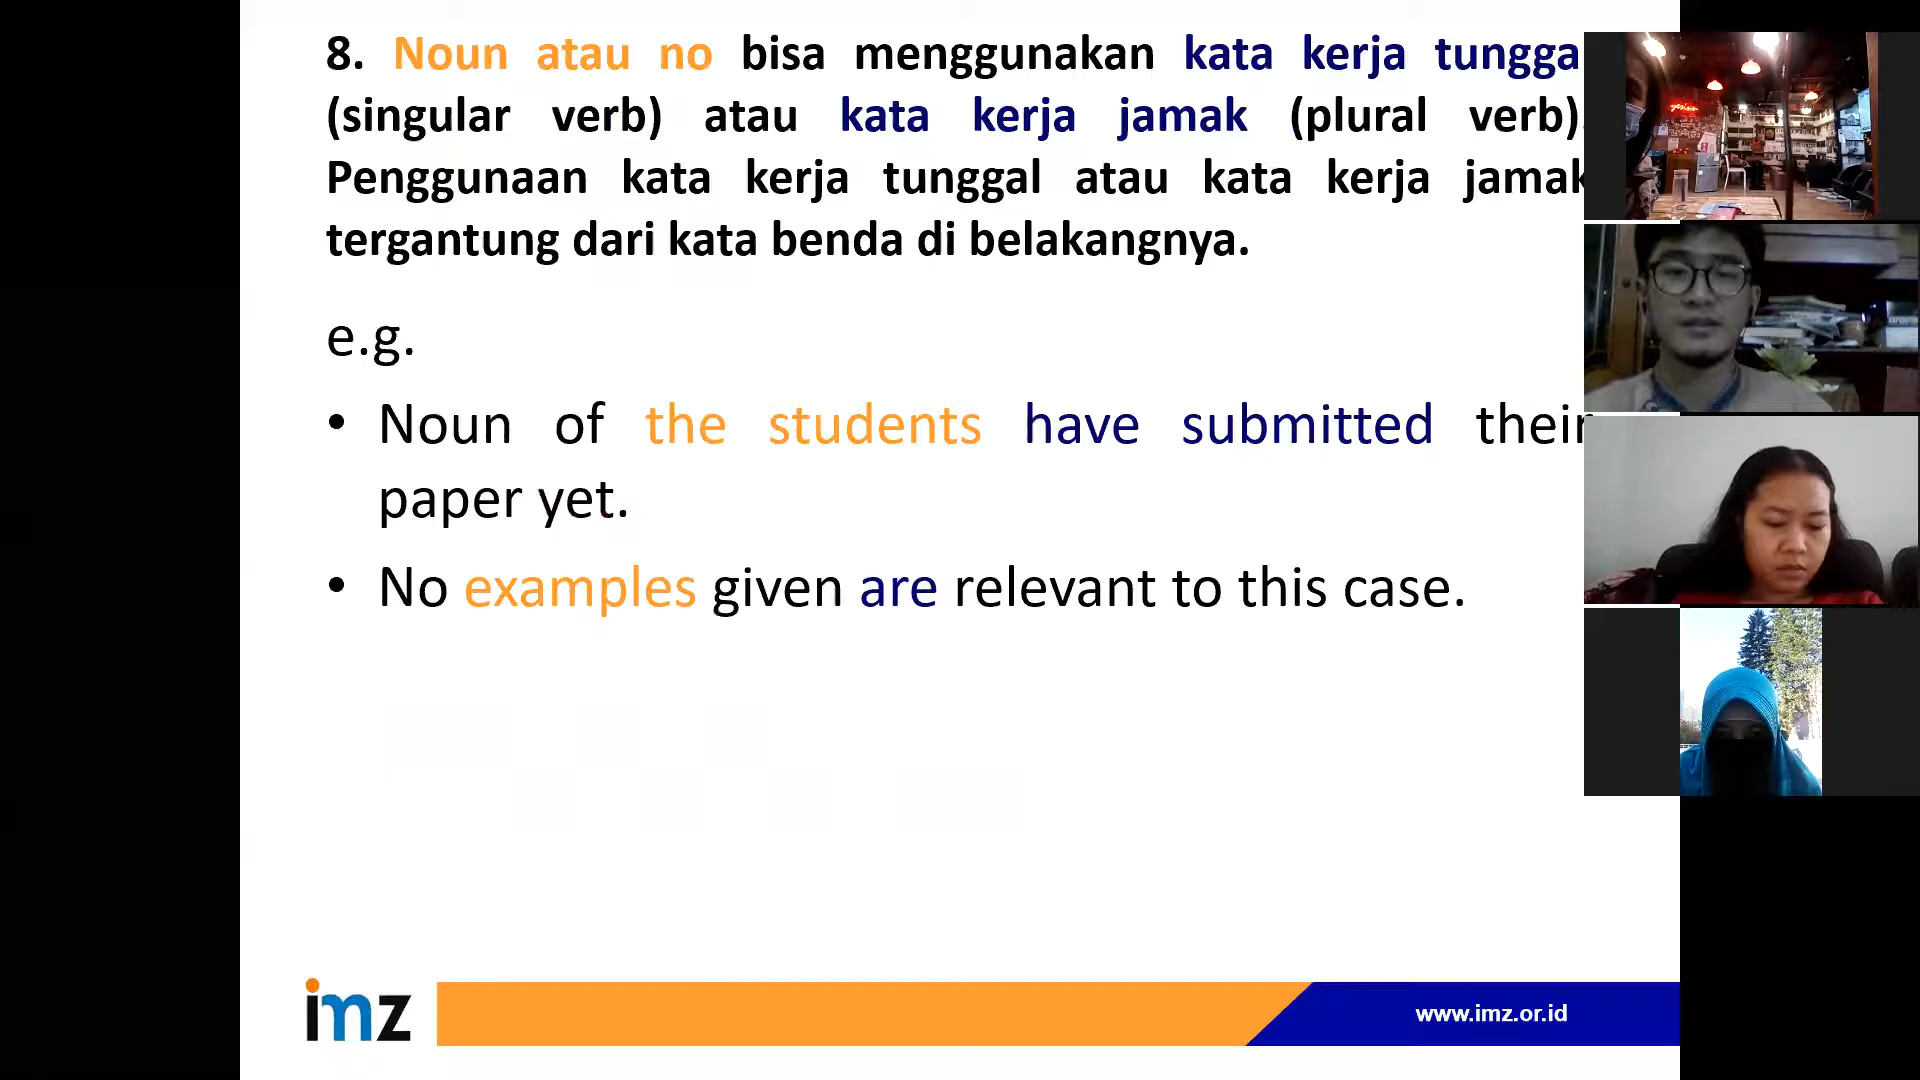 8. Noun atau no bisa menggunakan kata kerja tungga
(singular verb) atau kata kerja jamak (plural verb).
Penggunaan kata kerja tunggal atau kata kerja jamak
tergantung dari kata benda di belakangnya.
e.g.
• Noun of the students have submitted their
paper yet.
• No examples given are relevant to this case.
imz
www.imz.or.id